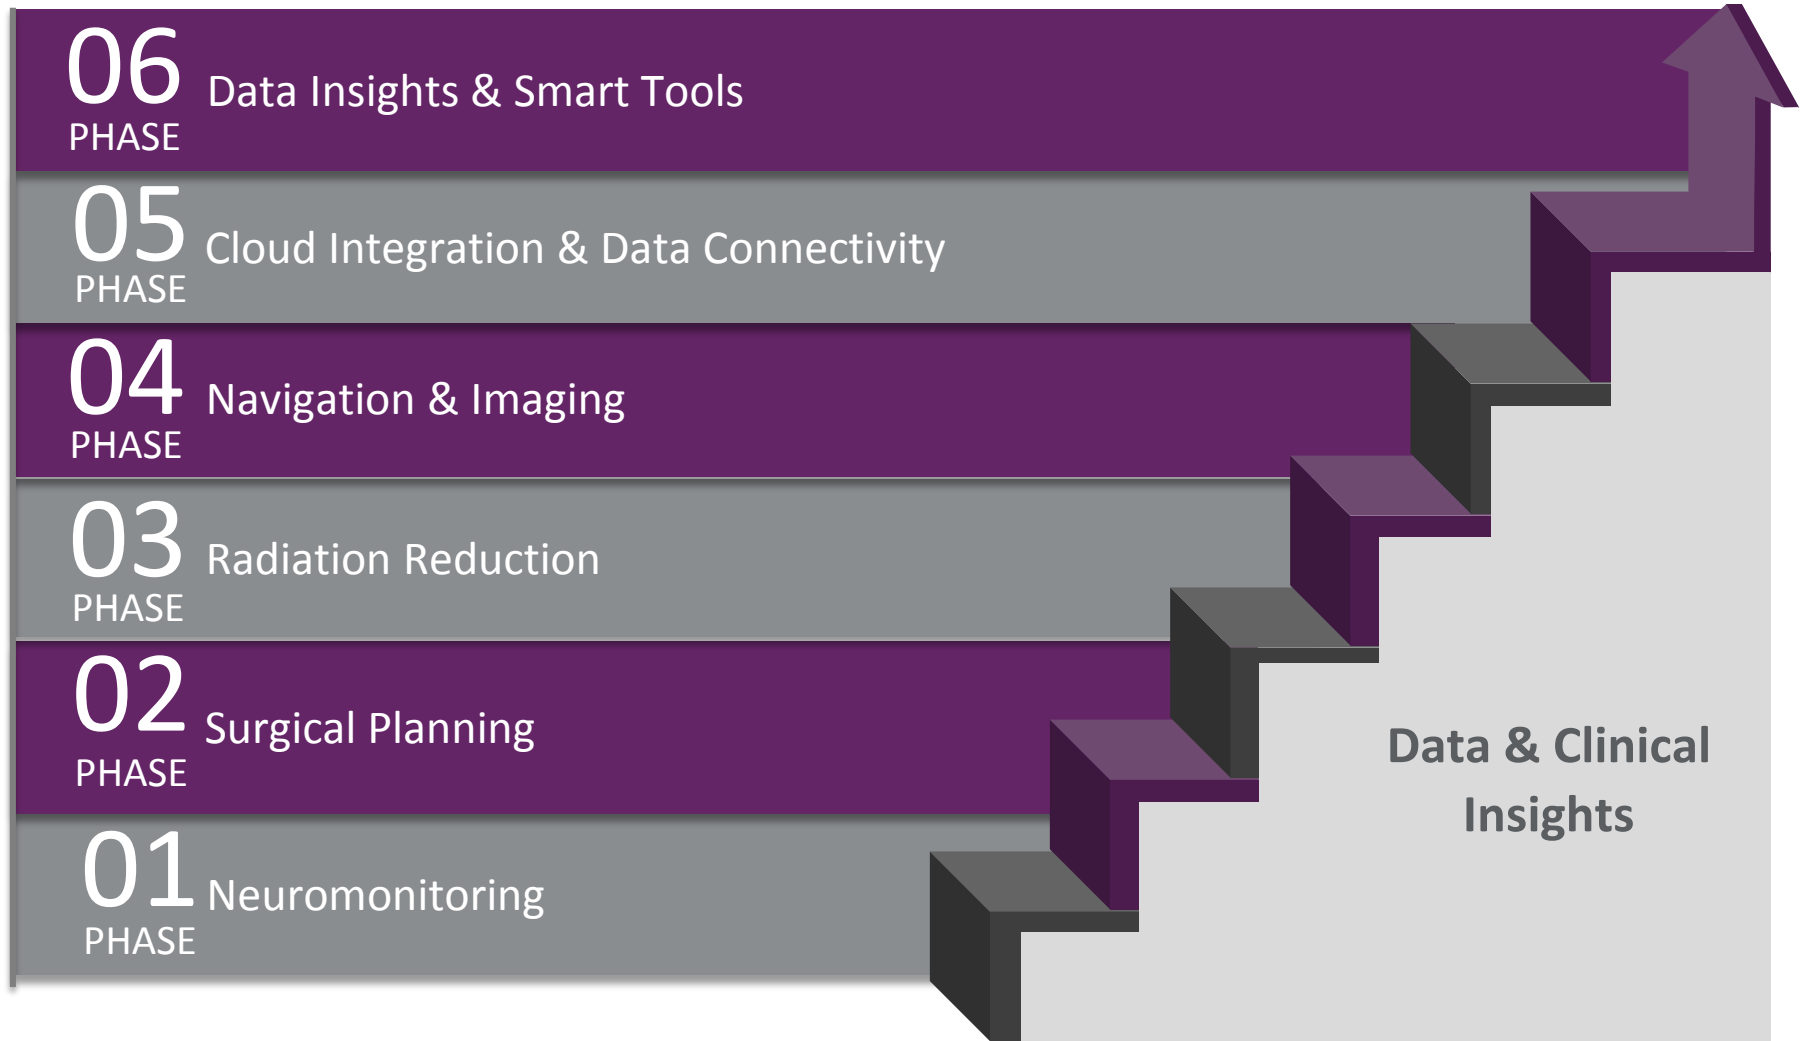 06
PHASE
Data Insights & Smart Tools
05
PHASE
Cloud Integration & Data Connectivity
04
PHASE
Navigation & Imaging
03
PHASE
Radiation Reduction
02
PHASE
Surgical Planning
01
PHASE
Neuromonitoring
Data & Clinical
Insights